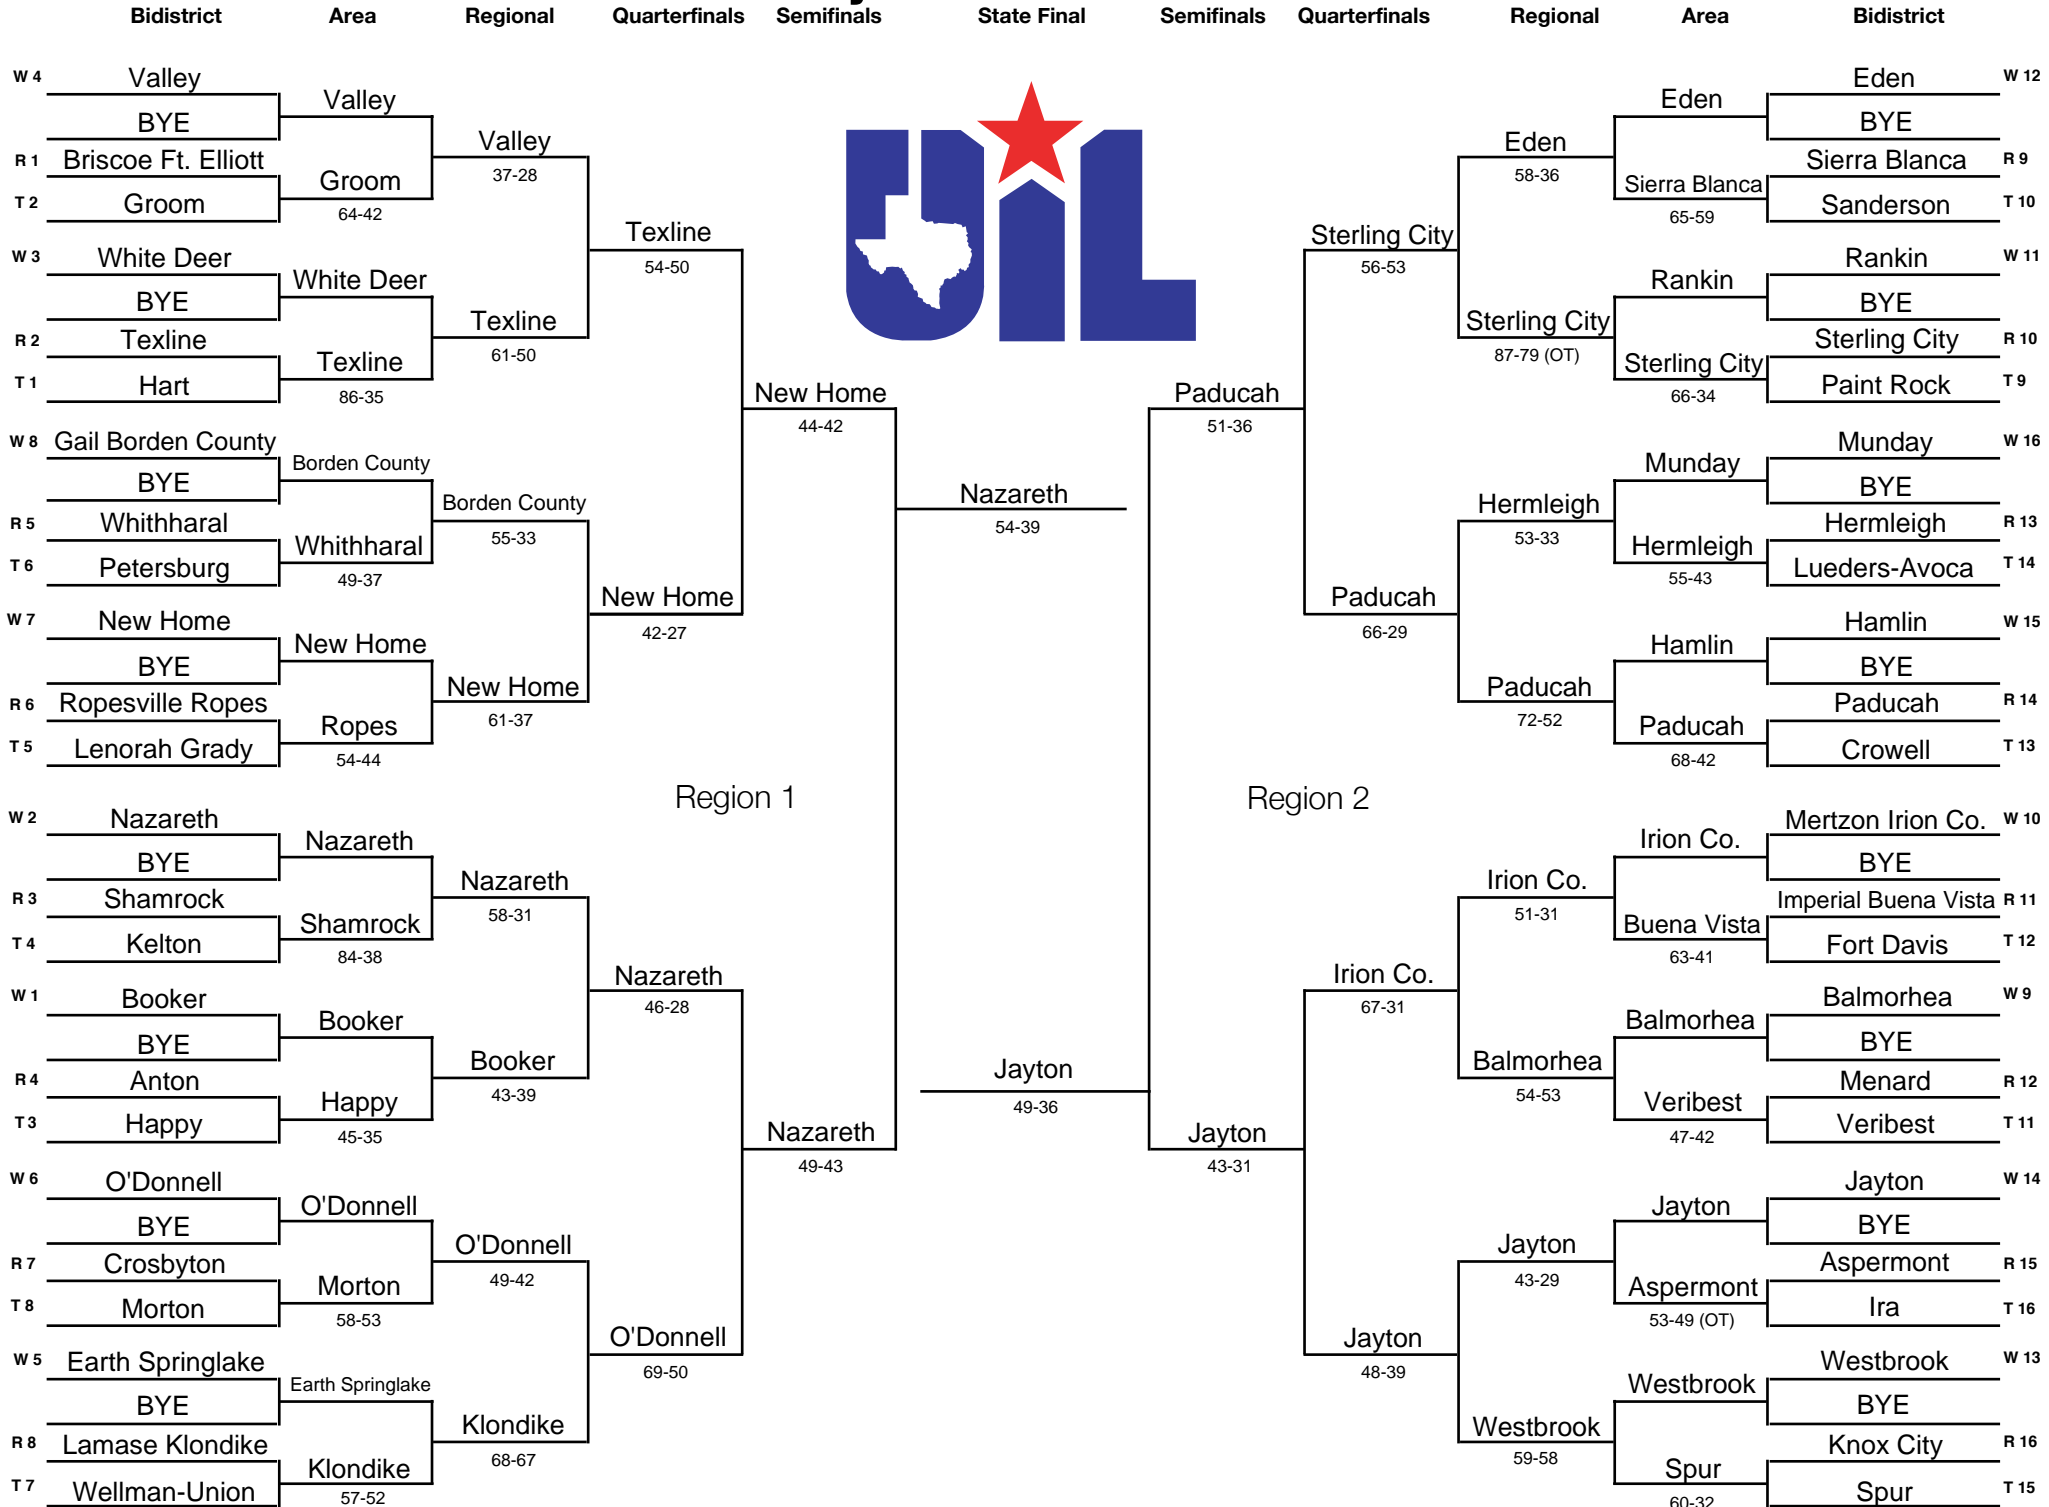 Bidistrict Area Regional Quarterfinals Semifinals State Final Semifinals Quarterfinals Regional Area Bidistrict
W 4 Valley
BYE
Valley
R 1 Briscoe Ft. Elliott
T 2 Groom
Groom
64-42
Valley
37-28
W 3 White Deer
BYE
White Deer
R 2 Texline
T 1 Hart
Texline
86-35
Texline
61-50
Texline
54-50
W 8 Gail Borden County
BYE
Borden County
R 5 Whithharal
T 6 Petersburg
Whithharal
49-37
Borden County
55-33
W 7 New Home
BYE
New Home
R 6 Ropesville Ropes
T 5 Lenorah Grady
Ropes
54-44
New Home
61-37
New Home
42-27
New Home
44-42
Region 1
W 2 Nazareth
BYE
Nazareth
R 3 Shamrock
T 4 Kelton
Shamrock
84-38
Nazareth
58-31
W 1 Booker
BYE
Booker
R 4 Anton
T 3 Happy
Happy
45-35
Booker
43-39
Nazareth
46-28
W 6 O'Donnell
BYE
O'Donnell
R 7 Crosbyton
T 8 Morton
Morton
58-53
O'Donnell
49-42
W 5 Earth Springlake
BYE
Earth Springlake
R 8 Lamase Klondike
T 7 Wellman-Union
Klondike
57-52
Klondike
68-67
O'Donnell
69-50
Nazareth
49-43
UIL
Nazareth
54-39
Jayton
49-36
Eden W 12
BYE
Eden
Sierra Blanca R 9
Sanderson T 10
Sierra Blanca
65-59
Eden
58-36
Rankin W 11
BYE
Rankin
Sterling City R 10
Paint Rock T 9
Sterling City
66-34
Sterling City
87-79 (OT)
Sterling City
56-53
Munday W 16
BYE
Munday
Hermleigh R 13
Lueders-Avoca T 14
Hermleigh
55-43
Hermleigh
53-33
Hamlin W 15
BYE
Hamlin
Paducah R 14
Crowell T 13
Paducah
68-42
Paducah
72-52
Paducah
66-29
Paducah
51-36
Region 2
Mertzon Irion Co. W 10
BYE
Irion Co.
Imperial Buena Vista R 11
Fort Davis T 12
Buena Vista
63-41
Irion Co.
51-31
Balmorhea W 9
BYE
Balmorhea
Menard R 12
Veribest T 11
Veribest
47-42
Balmorhea
54-53
Irion Co.
67-31
Jayton W 14
BYE
Jayton
Aspermont R 15
Ira T 16
Aspermont
53-49 (OT)
Jayton
43-29
Westbrook W 13
BYE
Westbrook
Knox City R 16
Spur T 15
Spur
60-32
Westbrook
59-58
Jayton
48-39
Jayton
43-31